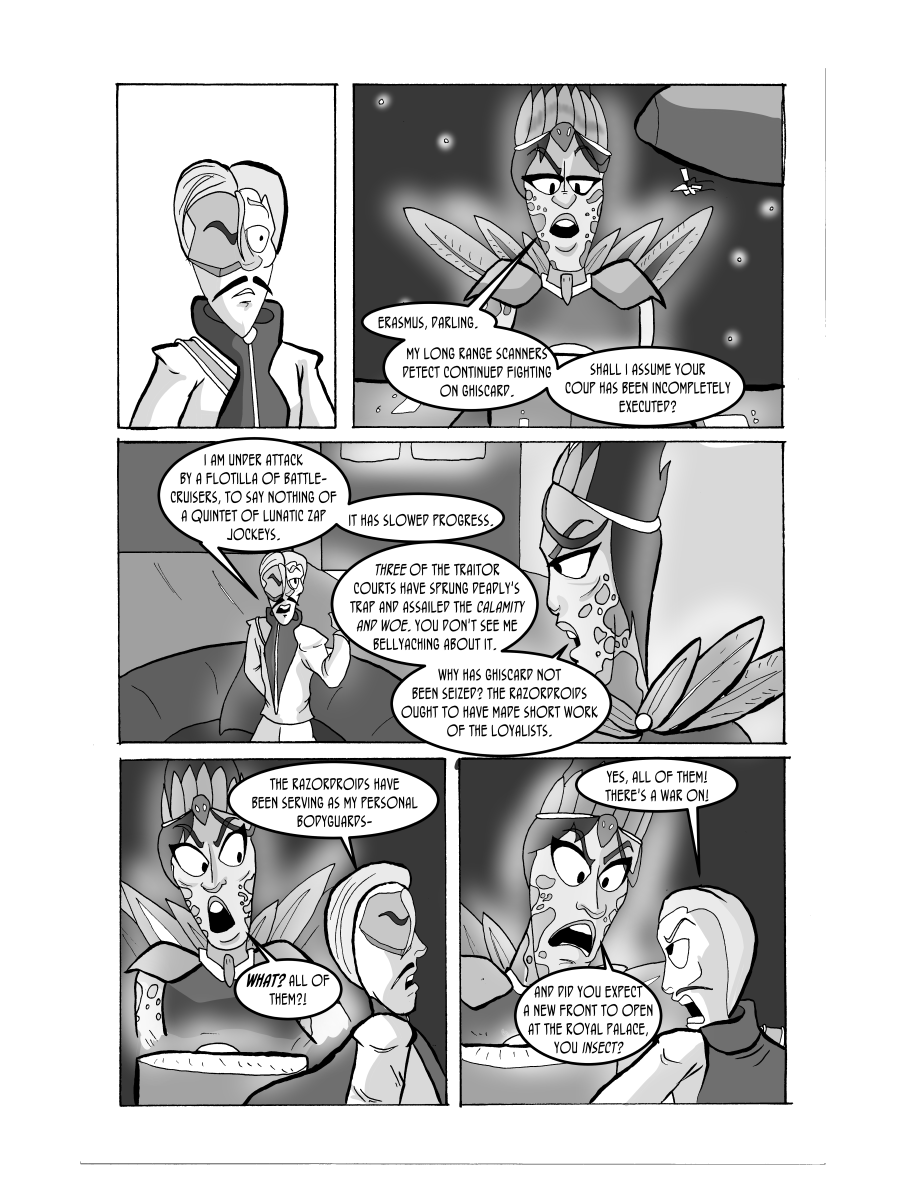 ERASMUS, DARLING.
MY LONG RANGE SCANNERS
DETECT CONTINUED FIGHTING
ON GHISCARD.
SHALL I ASSUME YOUR
COUP HAS BEEN INCOMPLETELY
EXECUTED?
I AM UNDER ATTACK
BY A FLOTILLA OF BATTLE-
CRUISERS, TO SAY NOTHING OF
A QUINTET OF LUNATIC ZAP
JOCKEYS.
IT HAS SLOWED PROGRESS.
THREE OF THE TRAITOR
COURTS HAVE SPRUNG DEADLY'S
TRAP AND ASSAILED THE CALAMITY
AND WOE. YOU DON'T SEE ME
BELLYACHING ABOUT IT.
WHY HAS GHISCARD NOT
BEEN SEIZED? THE RAZORDROIDS
OUGHT TO HAVE MADE SHORT WORK
OF THE LOYALISTS.
THE RAZORDROIDS HAVE
BEEN SERVING AS MY PERSONAL
BODYGUARDS-
WHAT? ALL OF
THEM?!
YES, ALL OF THEM!
THERE'S A WAR ON!
AND DID YOU EXPECT
A NEW FRONT TO OPEN
AT THE ROYAL PALACE,
YOU INSECT?